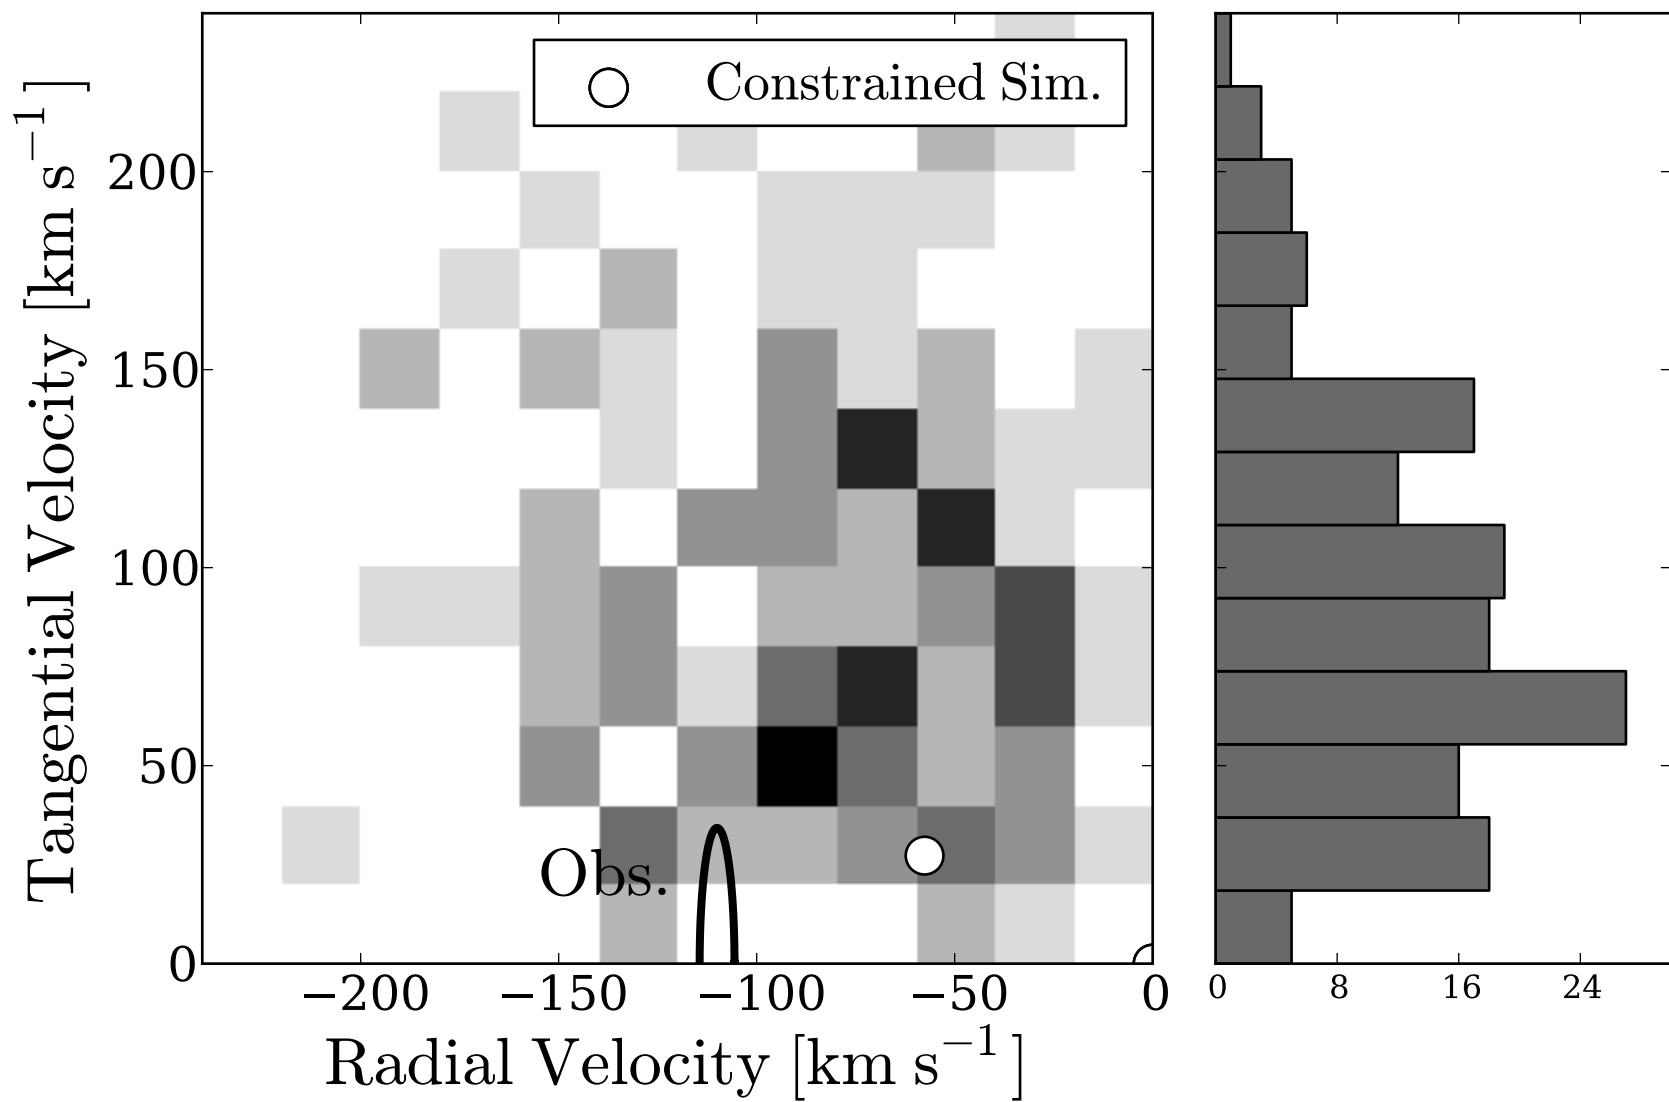 Constrained Sim.
Tangential Velocity [km s⁻¹]
200
150
100
50
0
Obs.
−200 −150 −100 −50 0
Radial Velocity [km s⁻¹]
0 8 16 24